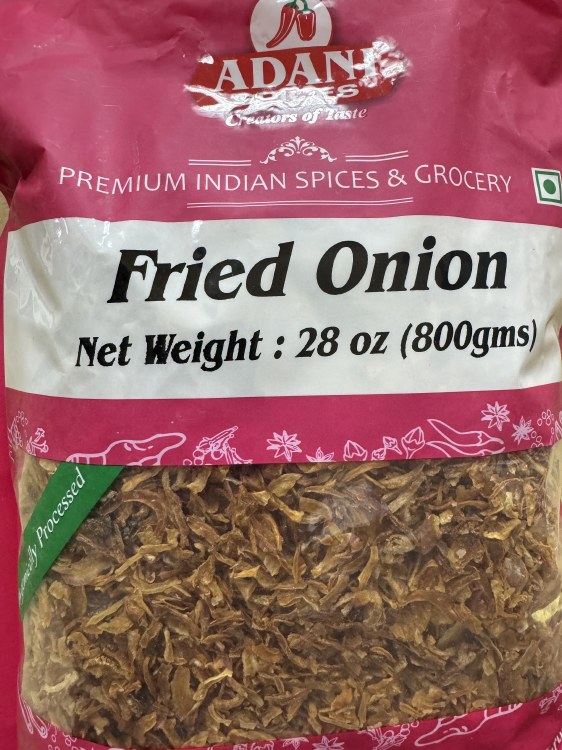 ADANI
Creators of Taste
PREMIUM INDIAN SPICES & GROCERY
Fried Onion
Net Weight : 28 oz (800gms)
Processed